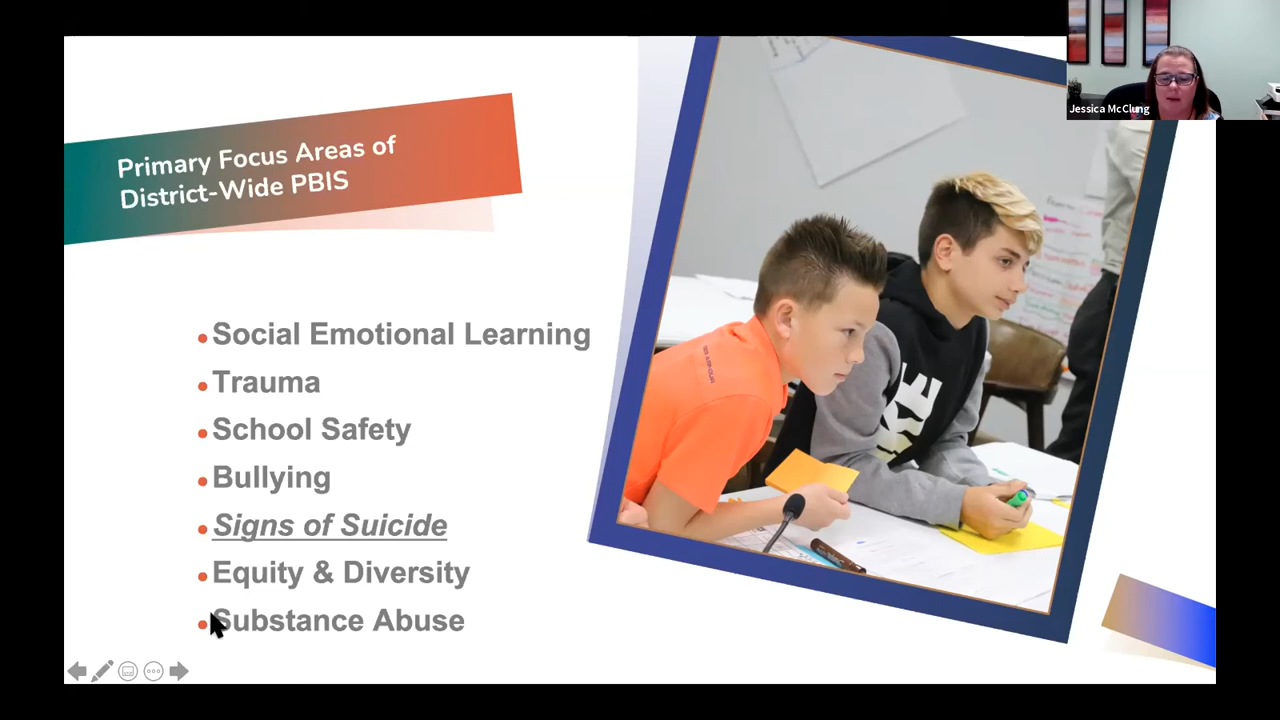 Jessica McClung
Primary Focus Areas of
District-Wide PBIS
Social Emotional Learning
Trauma
School Safety
Bullying
Signs of Suicide
Equity & Diversity
Substance Abuse